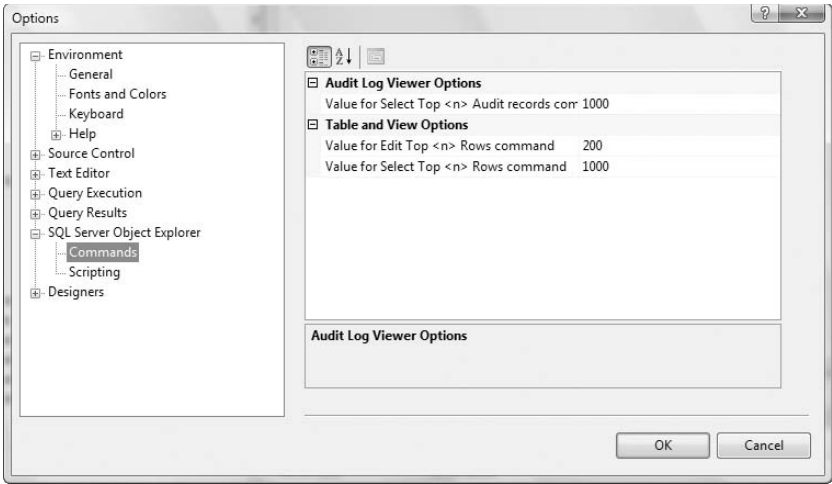 Options
Environment
General
Fonts and Colors
Keyboard
Help
Source Control
Text Editor
Query Execution
Query Results
SQL Server Object Explorer
Commands
Scripting
Designers
Audit Log Viewer Options
Value for Select Top <n> Audit records com 1000
Table and View Options
Value for Edit Top <n> Rows command 200
Value for Select Top <n> Rows command 1000
Audit Log Viewer Options
OK Cancel